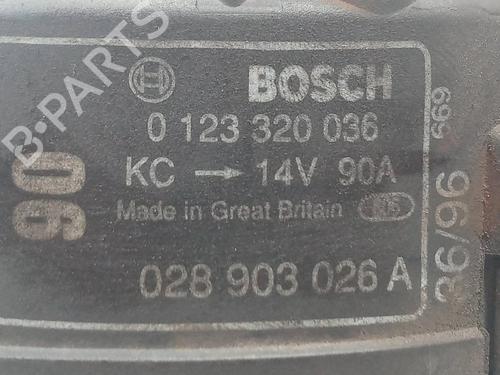 BOSCH
0 123 320 036
KC → 14V 90A
Made in Great Britain
028 903 026 A
90
669
36/96
B-PARTS